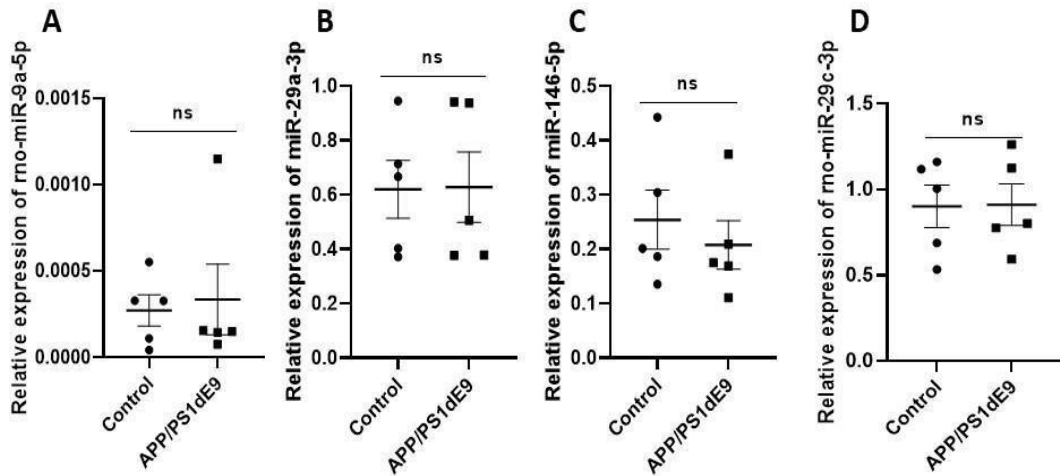 A
Relative expression of rno-miR-9a-5p
ns
0.0015
0.0010
0.0005
0.0000
Control
APP/PS1dE9
B
Relative expression of miR-29a-3p
ns
1.0
0.8
0.6
0.4
0.2
0.0
Control
APP/PS1dE9
C
Relative expression of miR-146-5p
ns
0.5
0.4
0.3
0.2
0.1
0.0
Control
APP/PS1dE9
D
Relative expression of rno-miR-29c-3p
ns
1.5
1.0
0.5
0.0
Control
APP/PS1dE9